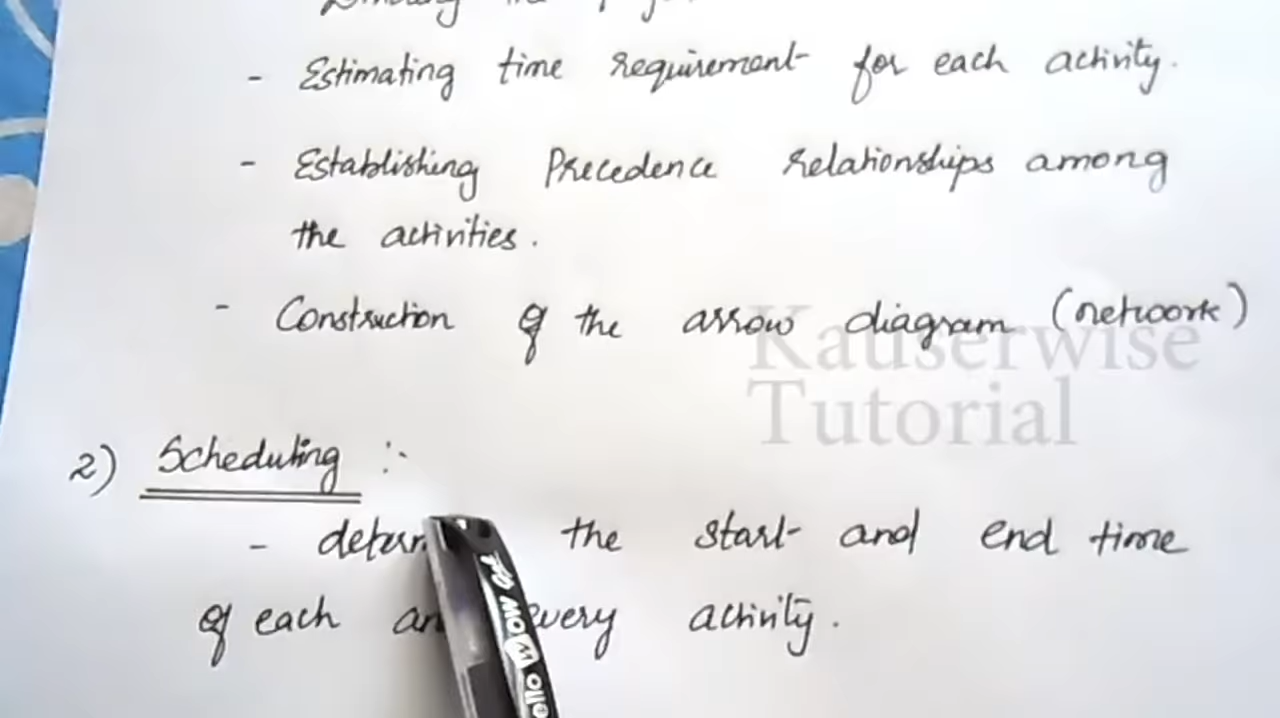 - Estimating time requirement for each activity.
- Establishing Precedence relationships among
the activities.
- Construction of the arrow diagram (network)
Kauserwise
Tutorial
2) Scheduling :-
- the start and end time
of each every activity.